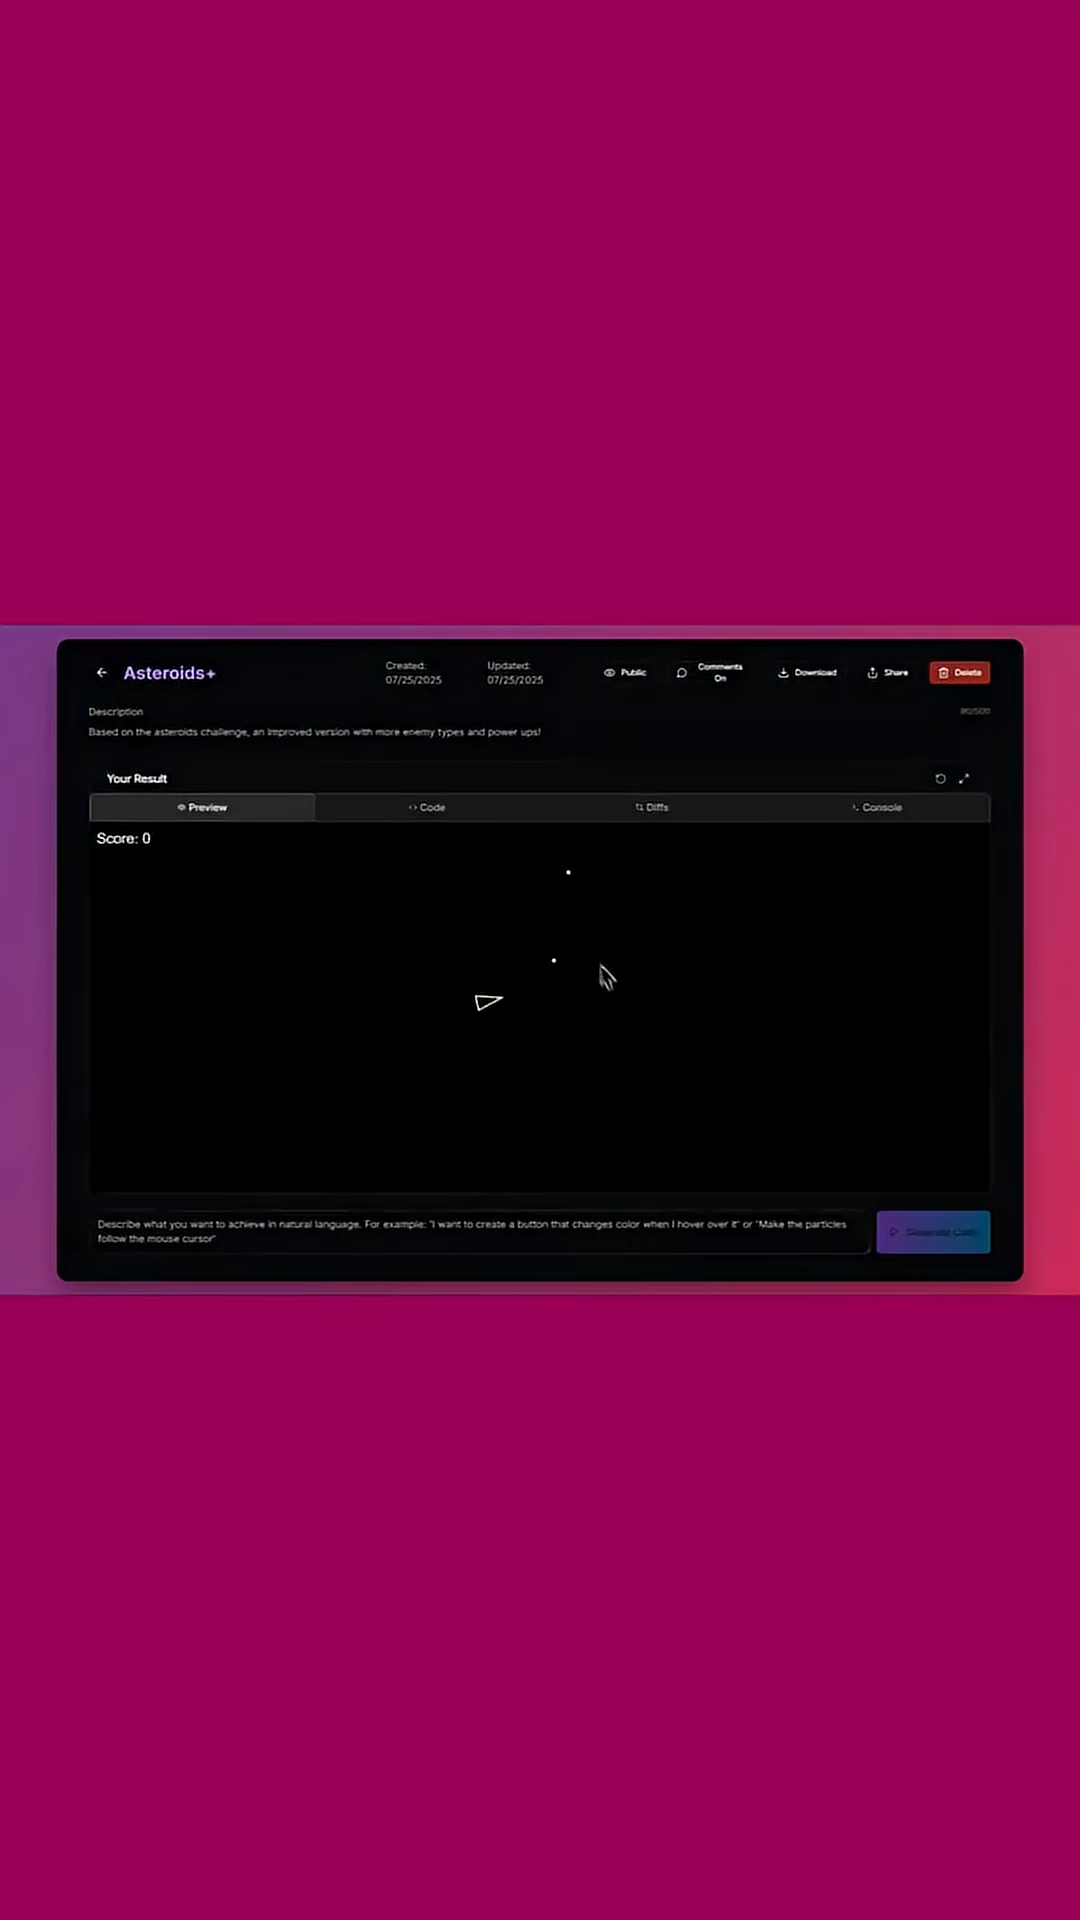 Asteroids+
Created:
07/25/2025
Updated:
07/25/2025
Public
Comments
On
Download
Share
Delete
Description
Based on the asteroids challenge, an improved version with more enemy types and power ups!
Your Result
Preview
Code
Diffs
Console
Score: 0
Describe what you want to achieve in natural language. For example: "I want to create a button that changes color when I hover over it" or "Make the particles
follow the mouse cursor"
Generate Code